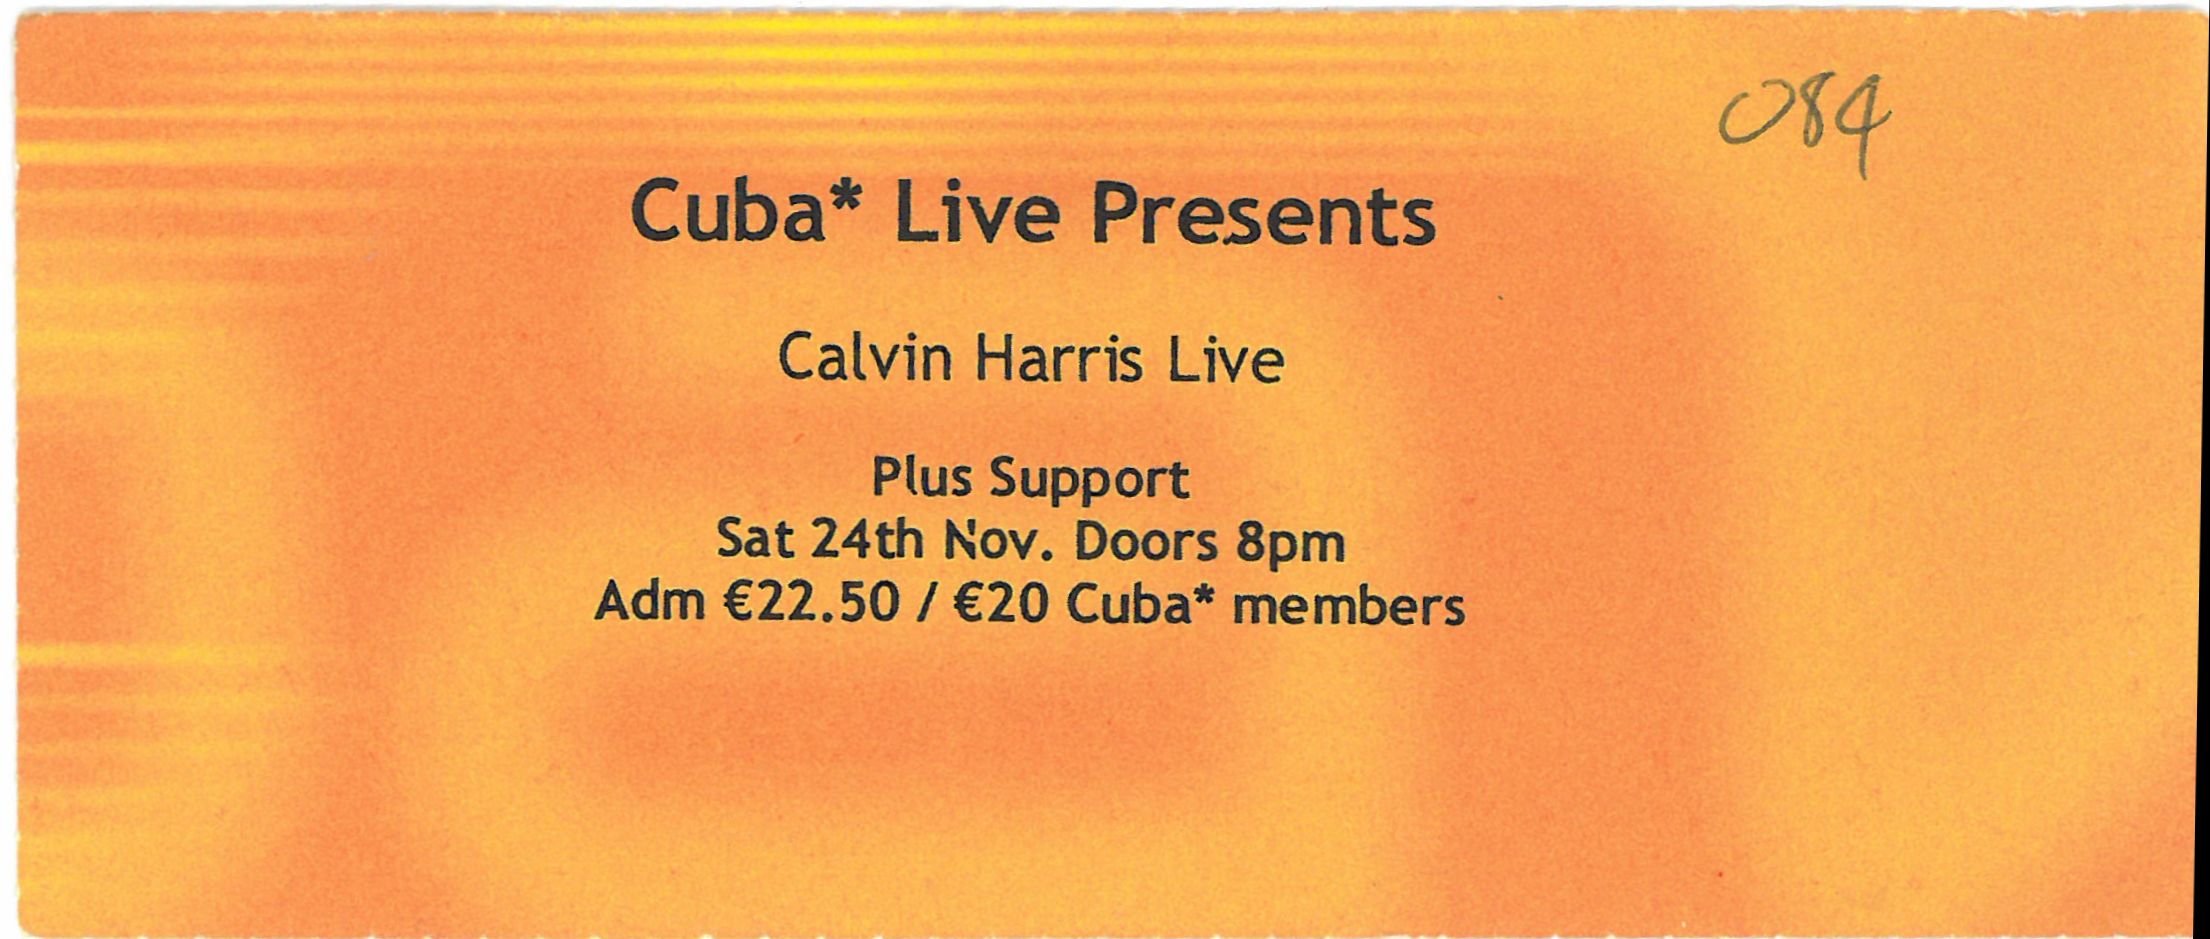 084
Cuba* Live Presents
Calvin Harris Live
Plus Support
Sat 24th Nov. Doors 8pm
Adm €22.50 / €20 Cuba* members